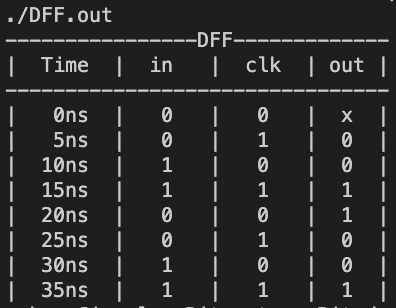 ./DFF.out
----------------DFF-------------
| Time | in | clk | out |
--------------------------------
| 0ns | 0 | 0 | x |
| 5ns | 0 | 1 | 0 |
| 10ns | 1 | 0 | 0 |
| 15ns | 1 | 1 | 1 |
| 20ns | 0 | 0 | 1 |
| 25ns | 0 | 1 | 0 |
| 30ns | 1 | 0 | 0 |
| 35ns | 1 | 1 | 1 |